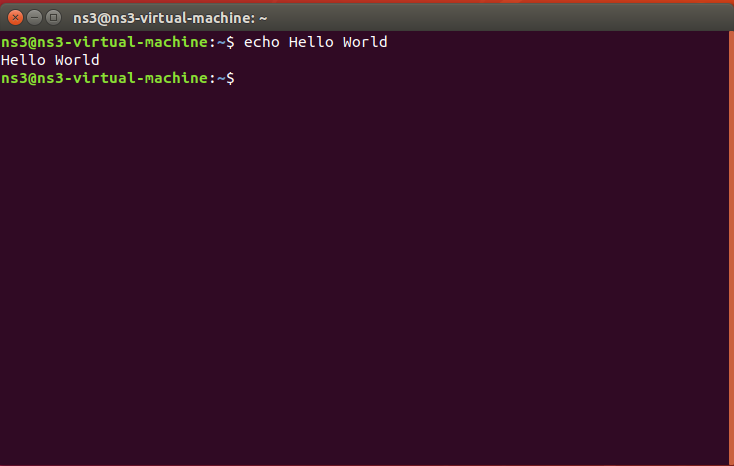 ns3@ns3-virtual-machine: ~
ns3@ns3-virtual-machine:~$ echo Hello World
Hello World
ns3@ns3-virtual-machine:~$